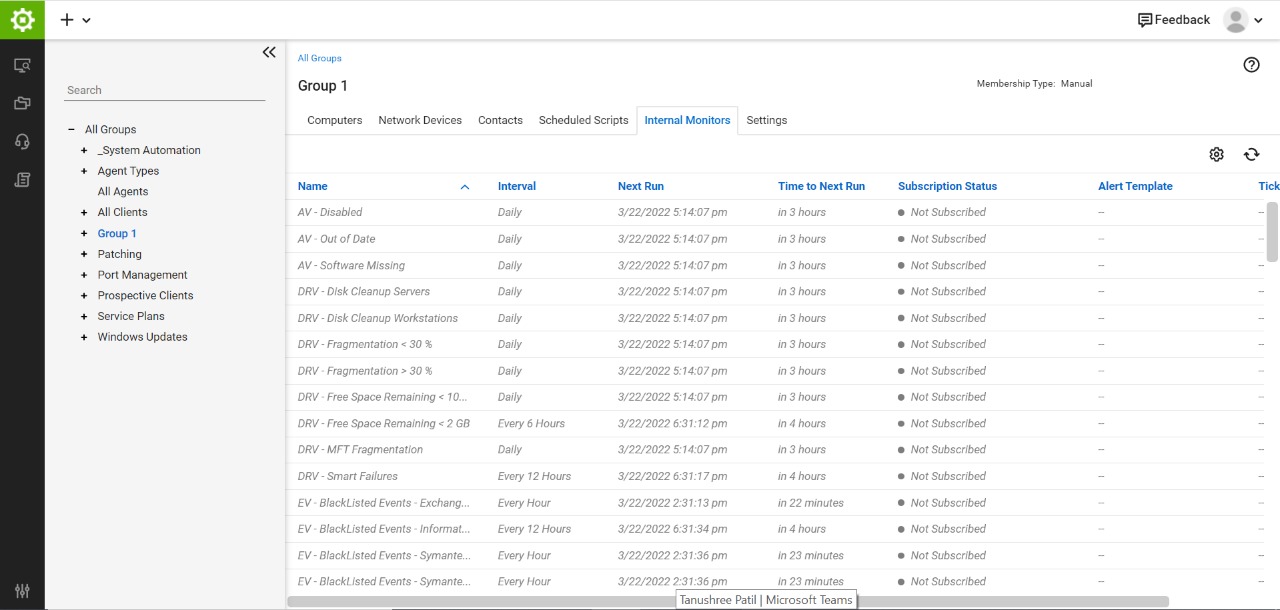 Feedback
Search
All Groups
_System Automation
Agent Types
All Agents
All Clients
Group 1
Patching
Port Management
Prospective Clients
Service Plans
Windows Updates
All Groups
Group 1
Membership Type: Manual
Computers Network Devices Contacts Scheduled Scripts Internal Monitors Settings
Name Interval Next Run Time to Next Run Subscription Status Alert Template Tick
AV - Disabled Daily 3/22/2022 5:14:07 pm in 3 hours Not Subscribed -- --
AV - Out of Date Daily 3/22/2022 5:14:07 pm in 3 hours Not Subscribed -- --
AV - Software Missing Daily 3/22/2022 5:14:07 pm in 3 hours Not Subscribed -- --
DRV - Disk Cleanup Servers Daily 3/22/2022 5:14:07 pm in 3 hours Not Subscribed -- --
DRV - Disk Cleanup Workstations Daily 3/22/2022 5:14:07 pm in 3 hours Not Subscribed -- --
DRV - Fragmentation < 30 % Daily 3/22/2022 5:14:07 pm in 3 hours Not Subscribed -- --
DRV - Fragmentation > 30 % Daily 3/22/2022 5:14:07 pm in 3 hours Not Subscribed -- --
DRV - Free Space Remaining < 10... Daily 3/22/2022 5:14:07 pm in 3 hours Not Subscribed -- --
DRV - Free Space Remaining < 2 GB Every 6 Hours 3/22/2022 6:31:12 pm in 4 hours Not Subscribed -- --
DRV - MFT Fragmentation Daily 3/22/2022 5:14:07 pm in 3 hours Not Subscribed -- --
DRV - Smart Failures Every 12 Hours 3/22/2022 6:31:17 pm in 4 hours Not Subscribed -- --
EV - BlackListed Events - Exchang... Every Hour 3/22/2022 2:31:13 pm in 22 minutes Not Subscribed -- --
EV - BlackListed Events - Informat... Every 12 Hours 3/22/2022 6:31:34 pm in 4 hours Not Subscribed -- --
EV - BlackListed Events - Symante... Every Hour 3/22/2022 2:31:36 pm in 23 minutes Not Subscribed -- --
EV - BlackListed Events - Symante... Every Hour 3/22/2022 2:31:36 pm in 23 minutes Not Subscribed -- --
Tanushree Patil | Microsoft Teams